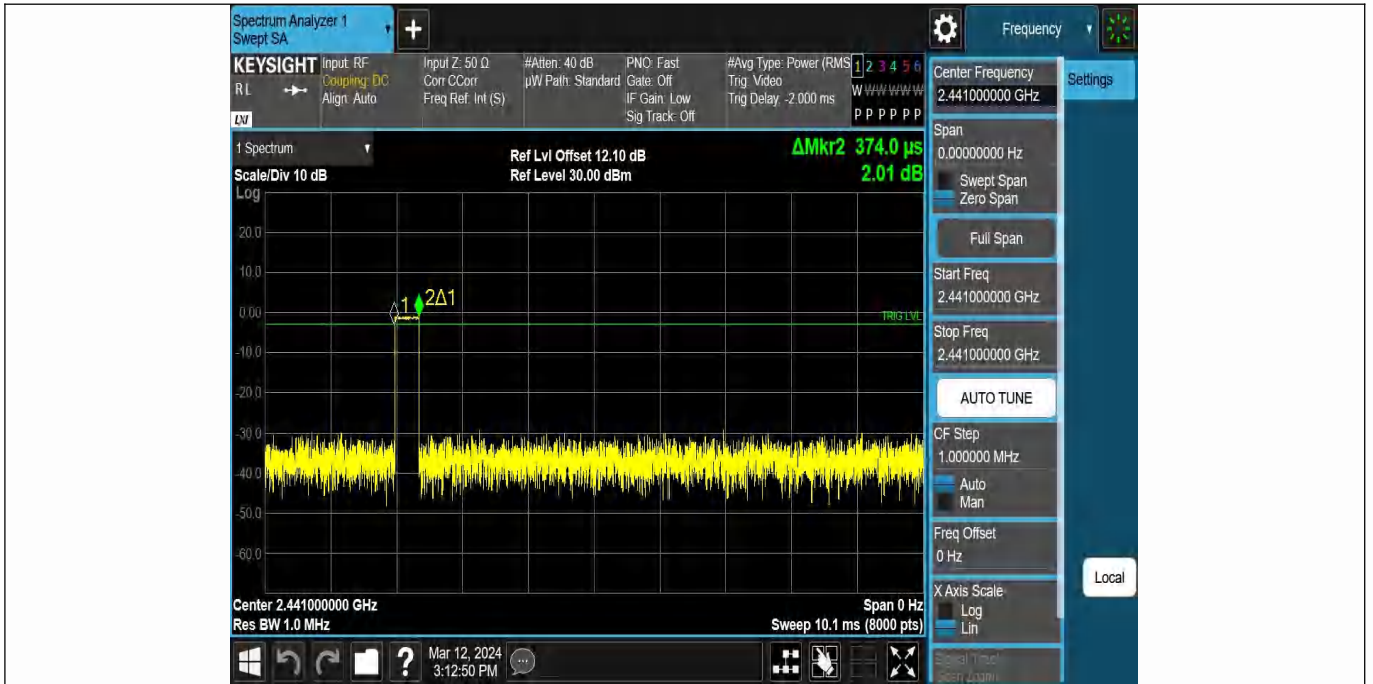 Spectrum Analyzer 1
Swept SA
+
Frequency
KEYSIGHT
RL
LXI
Input: RF
Coupling: DC
Align: Auto
Input Z: 50 Ω
Corr CCorr
Freq Ref: Int (S)
#Atten: 40 dB
µW Path: Standard
PNO: Fast
Gate: Off
IF Gain: Low
Sig Track: Off
#Avg Type: Power (RMS
Trig: Video
Trig Delay: -2.000 ms
1 2 3 4 5 6
W W W W W W
P P P P P P
Center Frequency
2.441000000 GHz
Settings
Span
0.00000000 Hz
Swept Span
Zero Span
Full Span
Start Freq
2.441000000 GHz
Stop Freq
2.441000000 GHz
AUTO TUNE
CF Step
1.000000 MHz
Auto
Man
Freq Offset
0 Hz
X Axis Scale
Log
Lin
Signal Track
Local
1 Spectrum
Scale/Div 10 dB
Ref Lvl Offset 12.10 dB
Ref Level 30.00 dBm
ΔMkr2 374.0 µs
2.01 dB
Log
20.0
10.0
0.00
-10.0
-20.0
-30.0
-40.0
-50.0
-60.0
1
2Δ1
TRIG LVL
Center 2.441000000 GHz
Res BW 1.0 MHz
Span 0 Hz
Sweep 10.1 ms (8000 pts)
?
Mar 12, 2024
3:12:50 PM